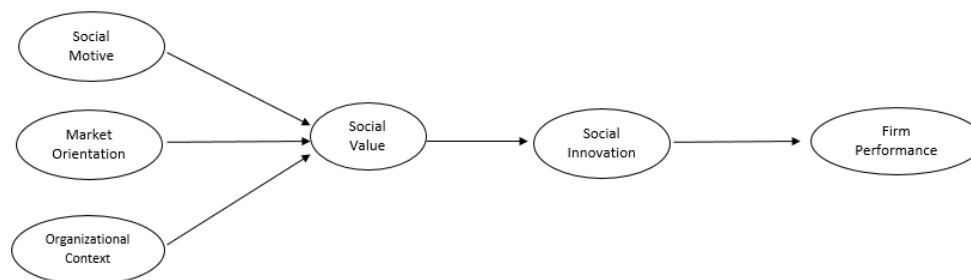 Social
Motive
Market
Orientation
Organizational
Context
Social
Value
Social
Innovation
Firm
Performance